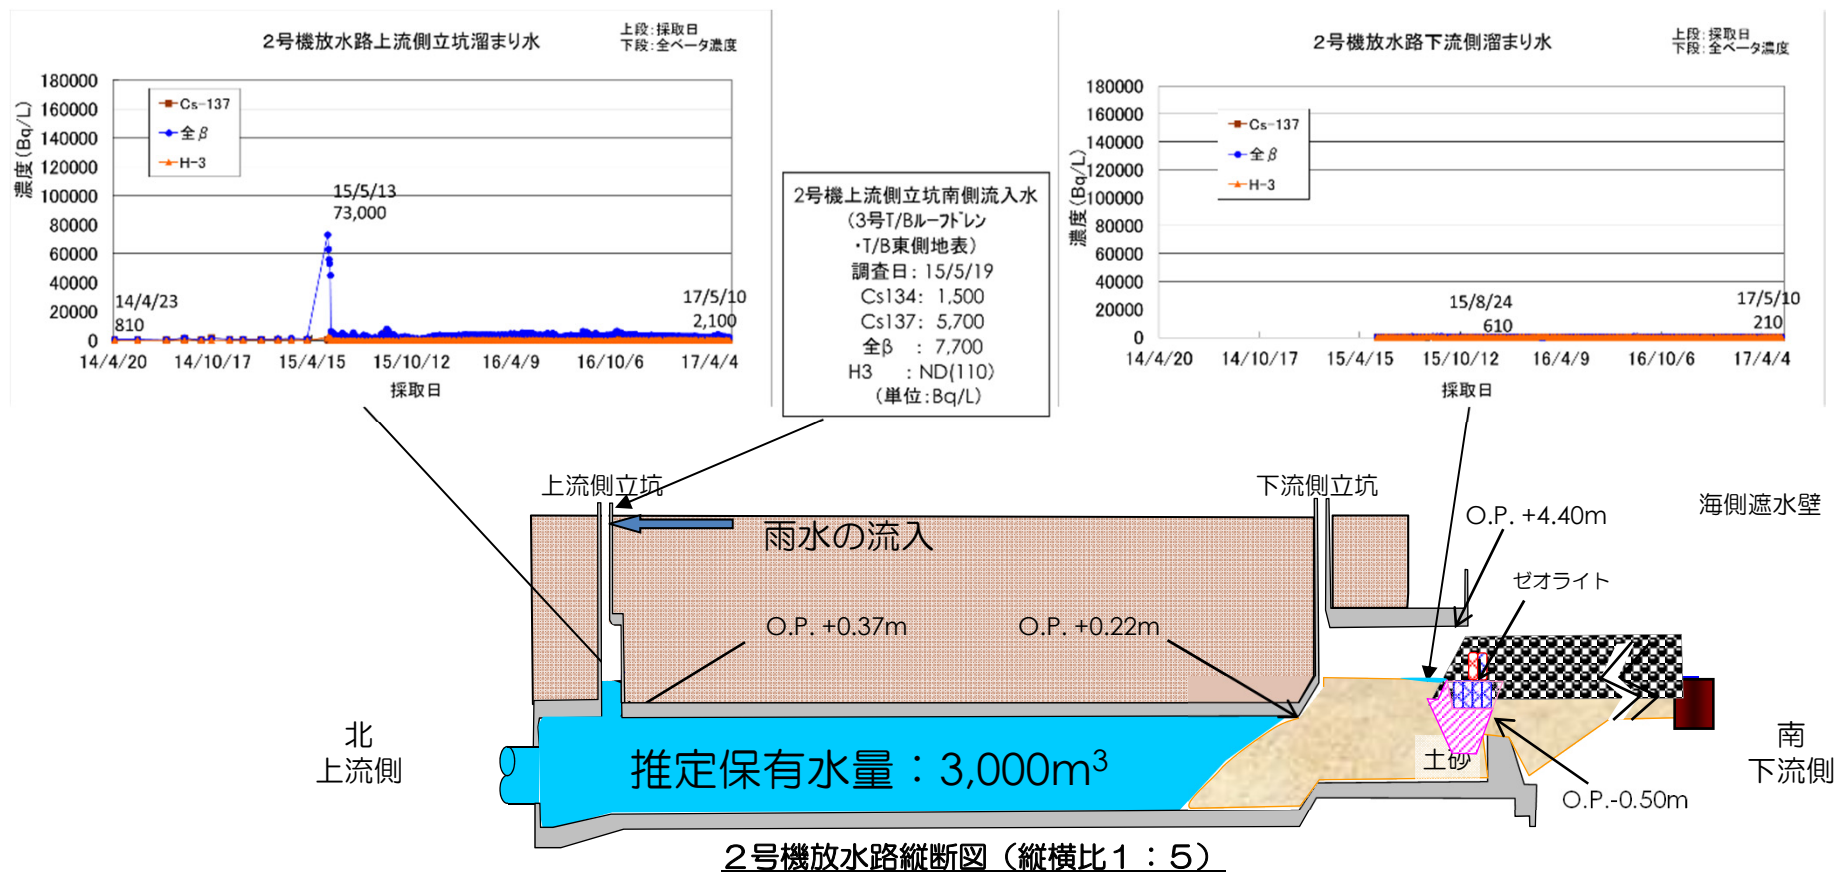 2号機放水路上流側立坑溜まり水
上段:採取日
下段:全ベータ濃度
濃度(Bq/L)
180000
160000
140000
120000
100000
80000
60000
40000
20000
0
Cs-137
全β
H-3
15/5/13
73,000
14/4/23
810
17/5/10
2,100
14/4/20
14/10/17
15/4/15
15/10/12
16/4/9
16/10/6
17/4/4
採取日
2号機上流側立坑南側流入水
(3号T/Bルーフドレン
・T/B東側地表)
調査日:15/5/19
Cs134: 1,500
Cs137: 5,700
全β : 7,700
H3 :ND(110)
(単位:Bq/L)
2号機放水路下流側溜まり水
上段:採取日
下段:全ベータ濃度
濃度(Bq/L)
180000
160000
140000
120000
100000
80000
60000
40000
20000
0
Cs-137
全β
H-3
15/8/24
610
17/5/10
210
14/4/20
14/10/17
15/4/15
15/10/12
16/4/9
16/10/6
17/4/4
採取日
上流側立坑
下流側立坑
海側遮水壁
雨水の流入
O.P. +4.40m
ゼオライト
O.P. +0.37m
O.P. +0.22m
北
上流側
推定保有水量:3,000m³
土砂
南
下流側
O.P.-0.50m
2号機放水路縦断図(縦横比1:5)